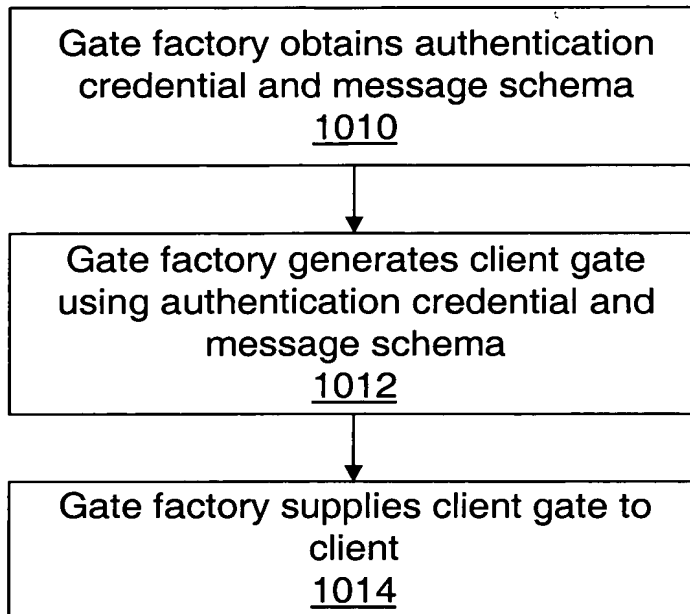 Gate factory obtains authentication
credential and message schema
1010
Gate factory generates client gate
using authentication credential and
message schema
1012
Gate factory supplies client gate to
client
1014